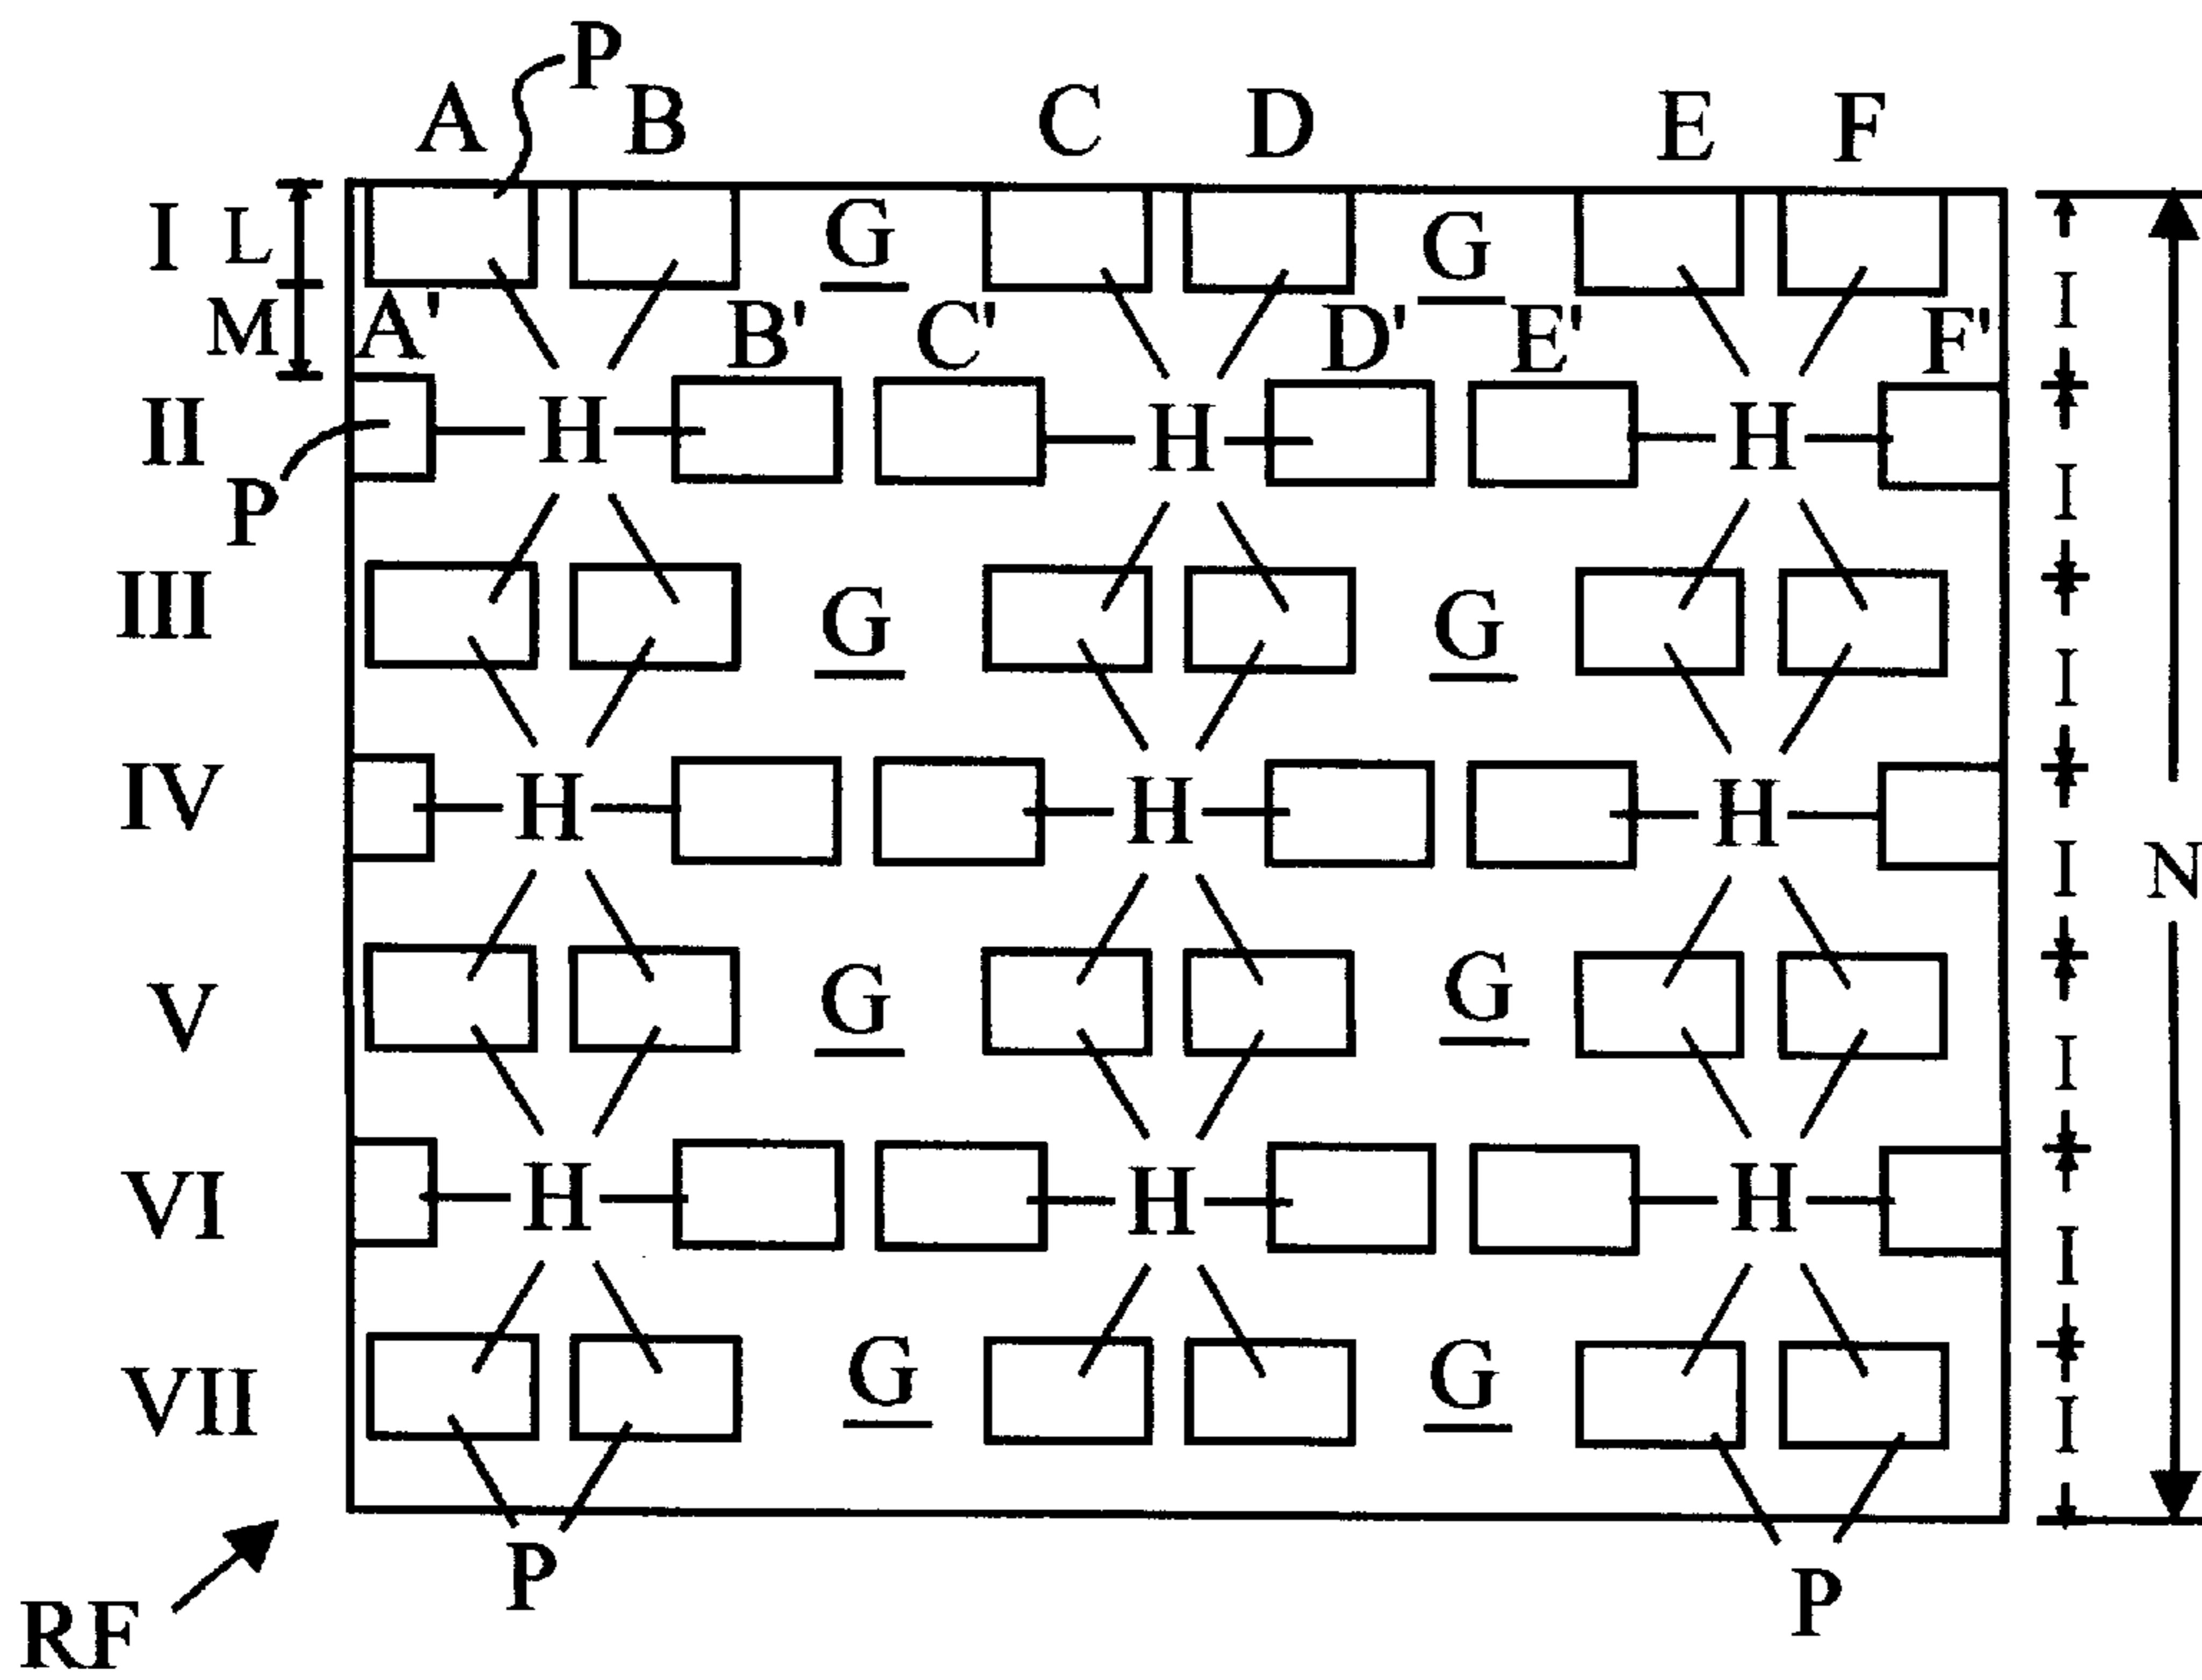 P
A B C D E F
I L G G I
M A' B' C' D' E' F'
II H H H I
P
III G G I
IV H H H I N
V G G I
VI H H H I
VII G G I
P P
RF